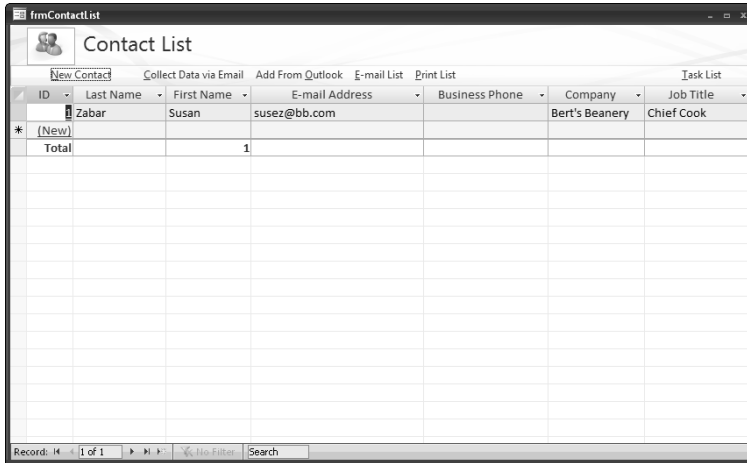 frmContactList
Contact List
New Contact Collect Data via Email Add From Outlook E-mail List Print List Task List
ID Last Name First Name E-mail Address Business Phone Company Job Title
1 Zabar Susan susez@bb.com Bert's Beanery Chief Cook
* (New)
Total 1
Record: 1 of 1 No Filter Search